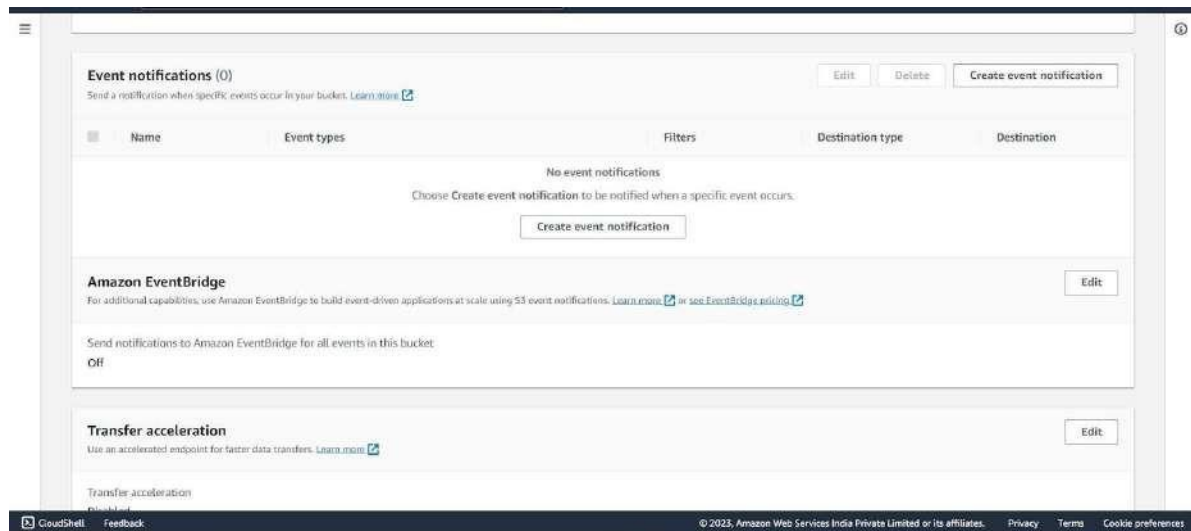 Event notifications (0)
Edit
Delete
Create event notification
Send a notification when specific events occur in your bucket. Learn more
Name
Event types
Filters
Destination type
Destination
No event notifications
Choose Create event notification to be notified when a specific event occurs.
Create event notification
Amazon EventBridge
Edit
For additional capabilities, use Amazon EventBridge to build event-driven applications at scale using S3 event notifications. Learn more or see EventBridge pricing
Send notifications to Amazon EventBridge for all events in this bucket
Off
Transfer acceleration
Edit
Use an accelerated endpoint for faster data transfers. Learn more
Transfer acceleration
Disabled
CloudShell
Feedback
© 2023, Amazon Web Services India Private Limited or its affiliates.
Privacy
Terms
Cookie preferences